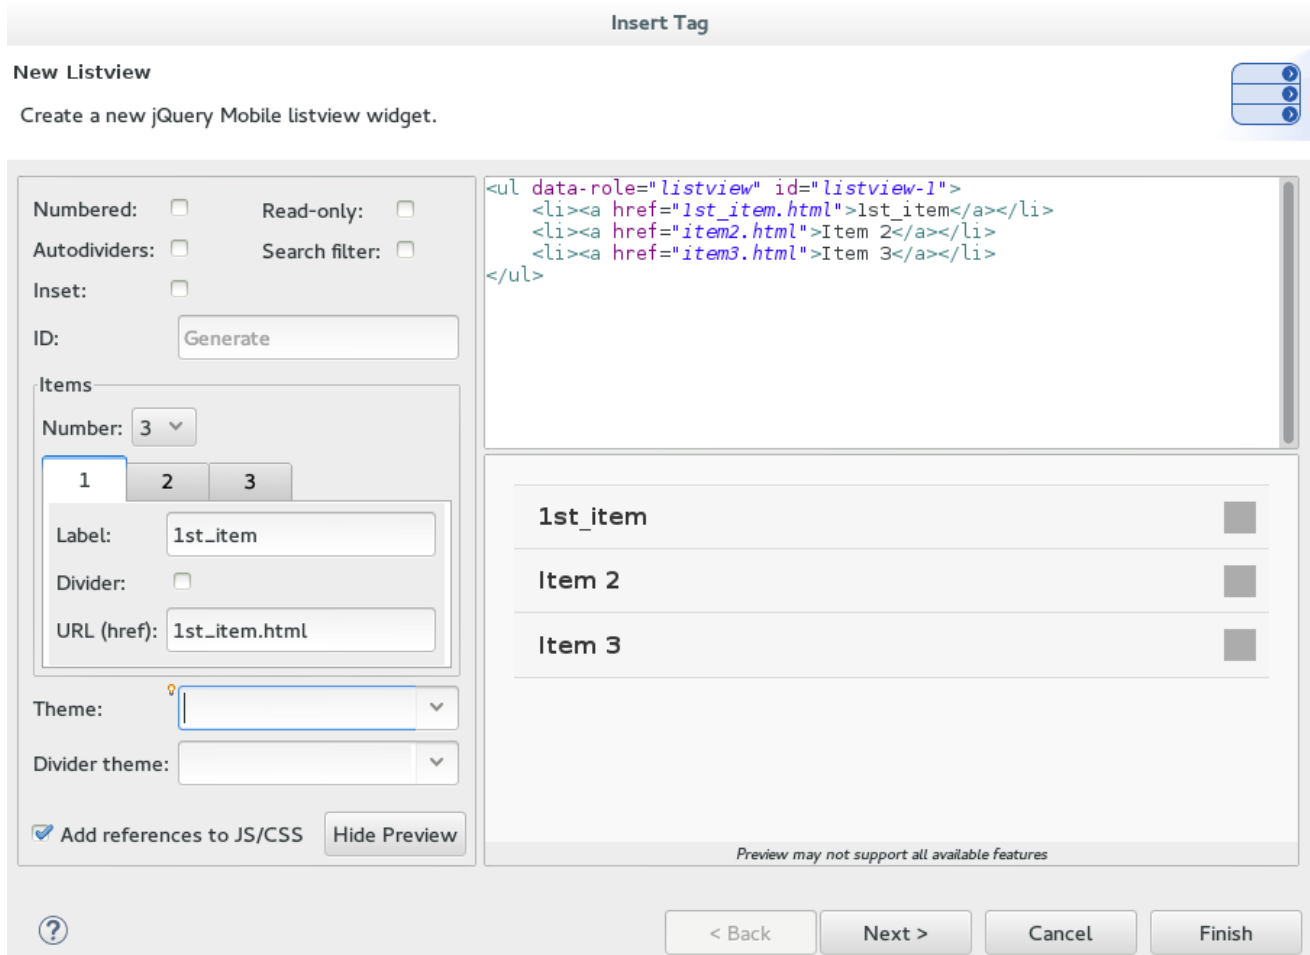 Insert Tag
New Listview
Create a new jQuery Mobile listview widget.
Numbered:
Read-only:
Autodividers:
Search filter:
Inset:
ID:
Generate
Items
Number: 3
1 2 3
Label: 1st_item
Divider:
URL (href): 1st_item.html
Theme:
Divider theme:
Add references to JS/CSS
Hide Preview
<ul data-role="listview" id="listview-1">
<li><a href="1st_item.html">1st_item</a></li>
<li><a href="item2.html">Item 2</a></li>
<li><a href="item3.html">Item 3</a></li>
</ul>
1st_item
Item 2
Item 3
Preview may not support all available features
?
< Back
Next >
Cancel
Finish